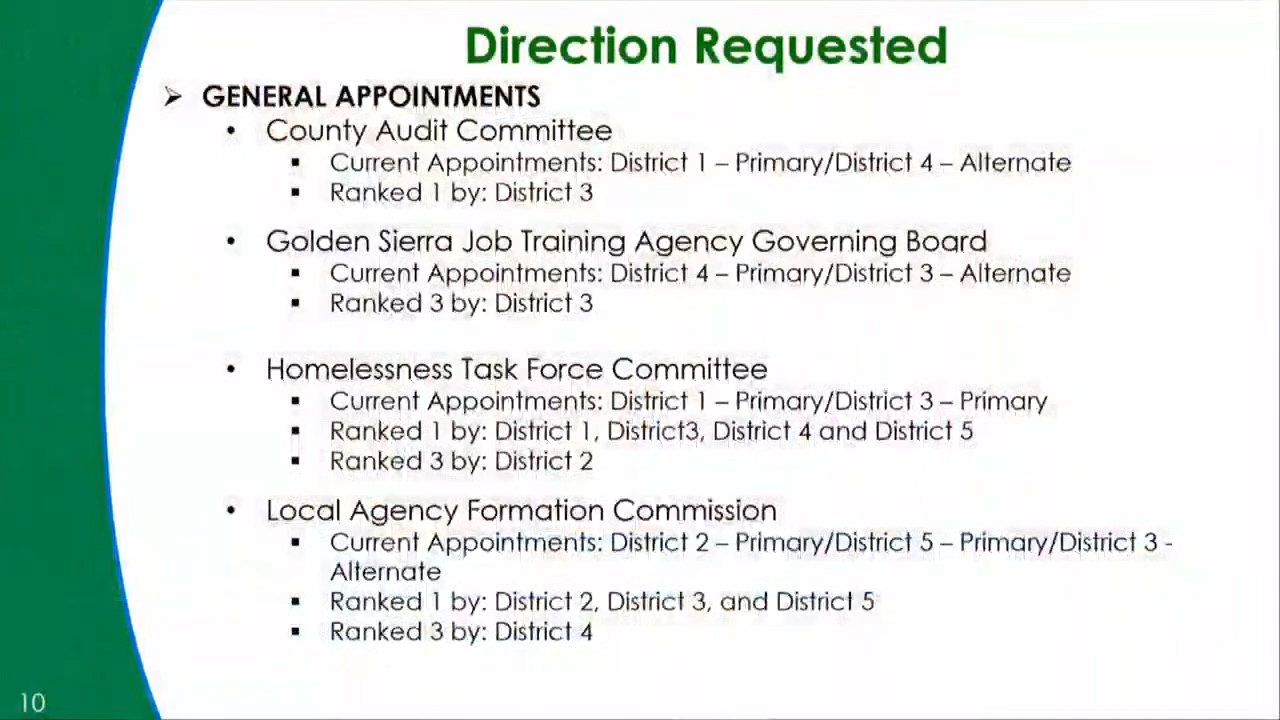 Direction Requested
➢ GENERAL APPOINTMENTS
• County Audit Committee
▪ Current Appointments: District 1 – Primary/District 4 – Alternate
▪ Ranked 1 by: District 3
• Golden Sierra Job Training Agency Governing Board
▪ Current Appointments: District 4 – Primary/District 3 – Alternate
▪ Ranked 3 by: District 3
• Homelessness Task Force Committee
▪ Current Appointments: District 1 – Primary/District 3 – Primary
▪ Ranked 1 by: District 1, District3, District 4 and District 5
▪ Ranked 3 by: District 2
• Local Agency Formation Commission
▪ Current Appointments: District 2 – Primary/District 5 – Primary/District 3 -
Alternate
▪ Ranked 1 by: District 2, District 3, and District 5
▪ Ranked 3 by: District 4
10